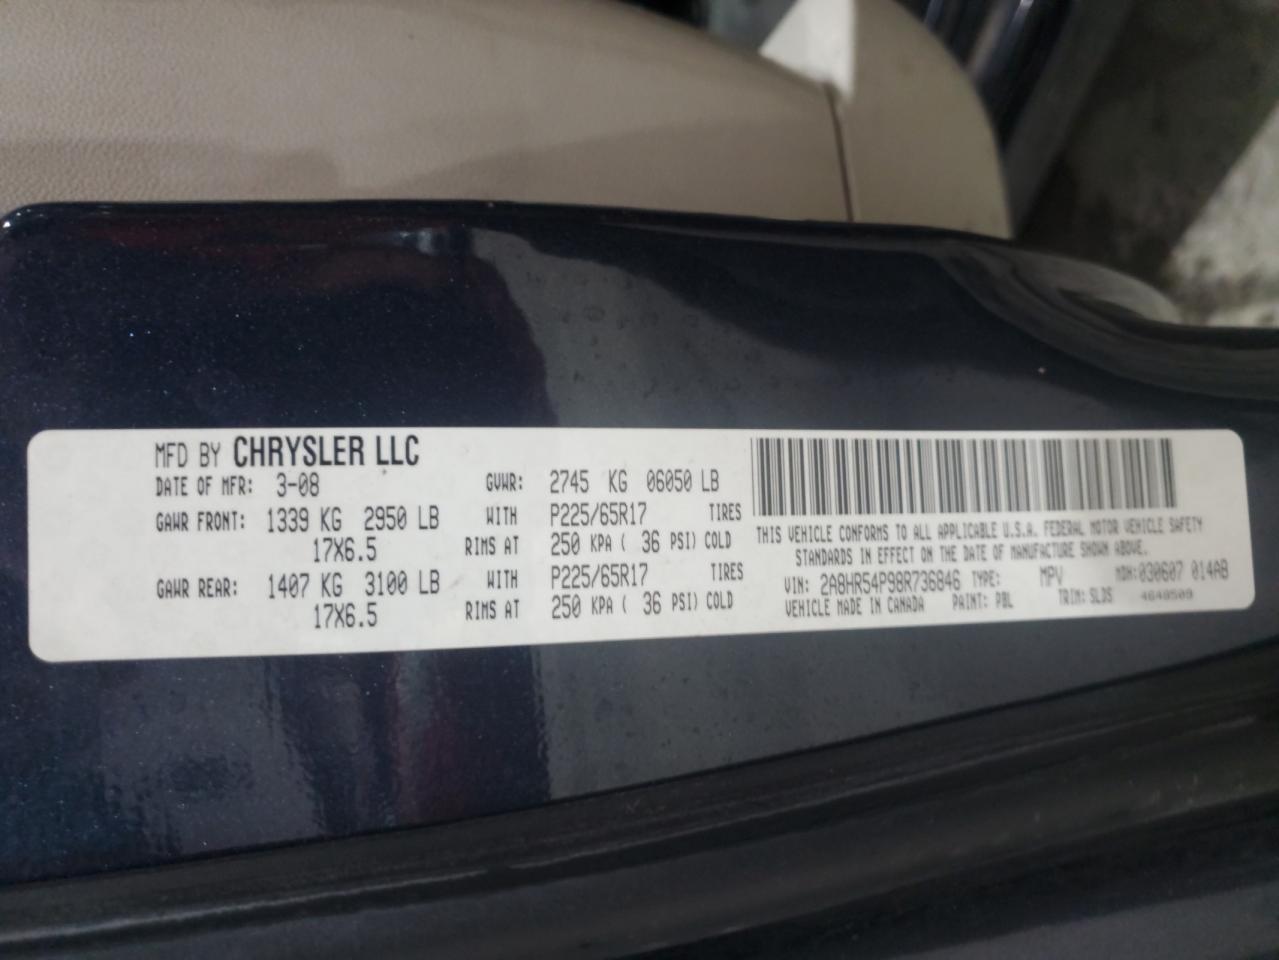 MFD BY CHRYSLER LLC
DATE OF MFR: 3-08 GVWR: 2745 KG 06050 LB
GAWR FRONT: 1339 KG 2950 LB WITH P225/65R17 TIRES
17X6.5 RIMS AT 250 KPA ( 36 PSI) COLD
GAWR REAR: 1407 KG 3100 LB WITH P225/65R17 TIRES
17X6.5 RIMS AT 250 KPA ( 36 PSI) COLD
THIS VEHICLE CONFORMS TO ALL APPLICABLE U.S.A. FEDERAL MOTOR VEHICLE SAFETY
STANDARDS IN EFFECT ON THE DATE OF MANUFACTURE SHOWN ABOVE.
VIN: 2A8HR54P98R736846 TYPE: MPV MDH: 030607 014AB
VEHICLE MADE IN CANADA PAINT: PBL TRIM: SLDS 4640509